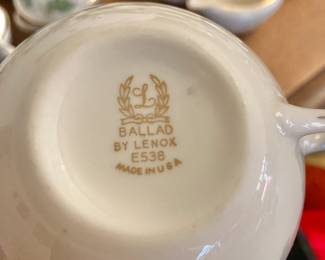 L
BALLAD
BY LENOX
E538
MADE IN USA